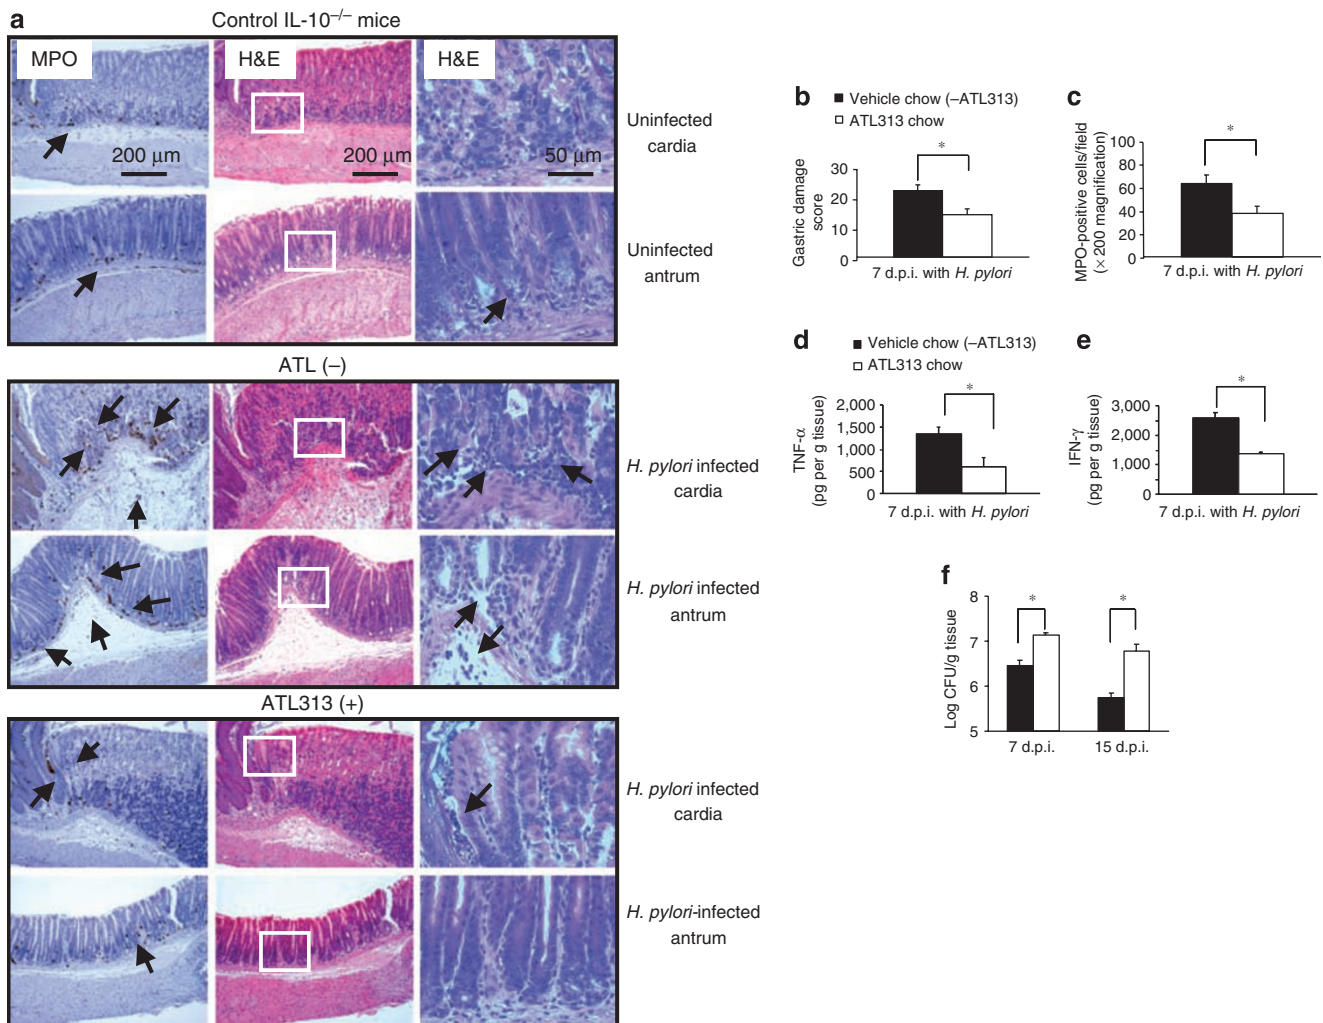 a
Control IL-10–/– mice
MPO
H&E
H&E
200 μm
200 μm
50 μm
Uninfected
cardia
Uninfected
antrum
ATL (–)
H. pylori infected
cardia
H. pylori infected
antrum
ATL313 (+)
H. pylori infected
cardia
H. pylori-infected
antrum
b
Vehicle chow (–ATL313)
ATL313 chow
Gastric damage
score
30
20
10
0
*
7 d.p.i. with H. pylori
c
MPO-positive cells/field
(× 200 magnification)
100
80
60
40
20
0
*
7 d.p.i. with H. pylori
d
Vehicle chow (–ATL313)
ATL313 chow
TNF-α
(pg per g tissue)
2,000
1,500
1,000
500
0
*
7 d.p.i. with H. pylori
e
IFN-γ
(pg per g tissue)
3,000
2,000
1,000
0
*
7 d.p.i. with H. pylori
f
Log CFU/g tissue
8
7
6
5
*
*
7 d.p.i.
15 d.p.i.